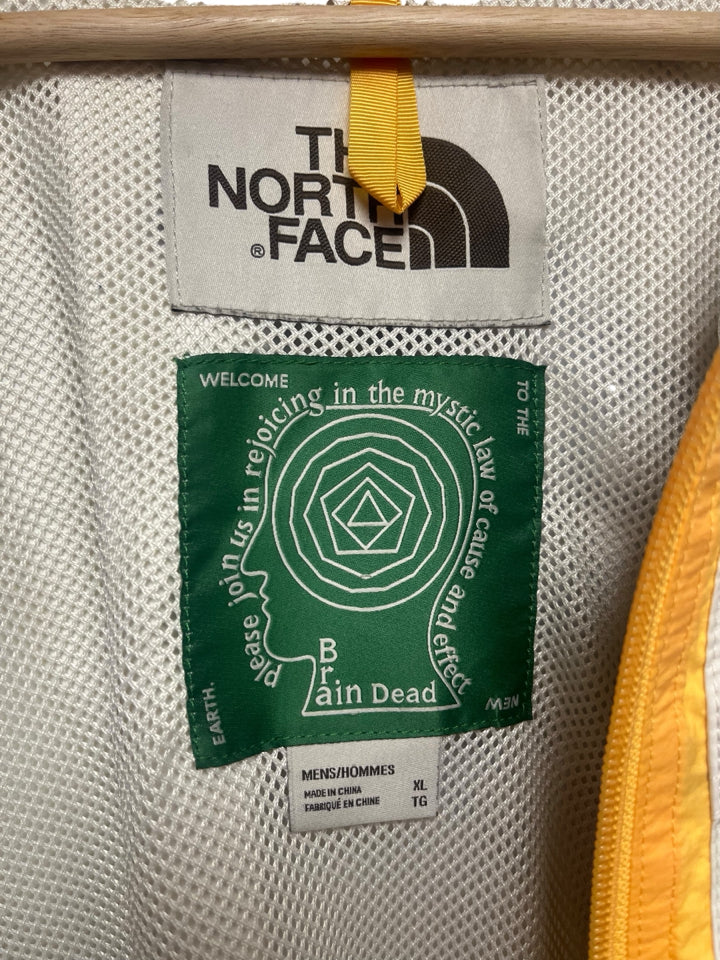 THE
NORTH
FACE
®
WELCOME
TO THE
NEW
EARTH.
please join us in rejoicing in the mystic law of cause and effect
Brain Dead
MENS/HOMMES
XL
MADE IN CHINA
TG
FABRIQUÉ EN CHINE